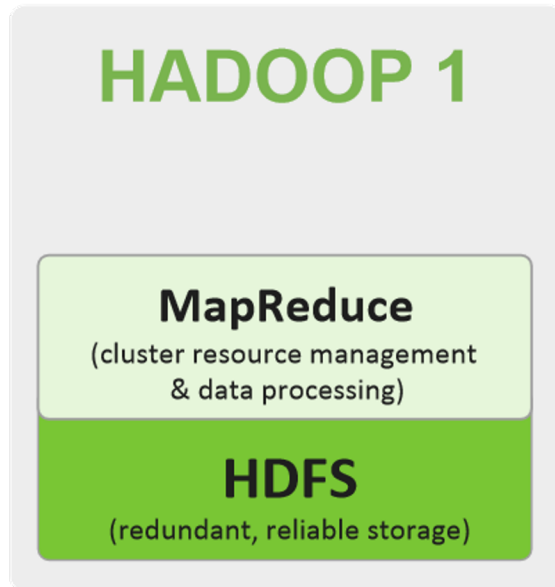 HADOOP 1
MapReduce
(cluster resource management
& data processing)
HDFS
(redundant, reliable storage)